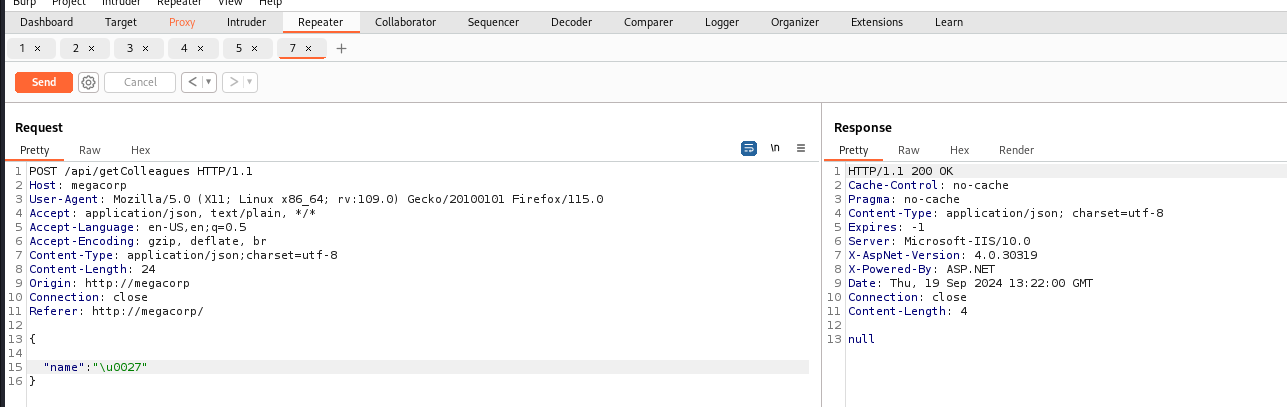 Burp Project Intruder Repeater View Help
Dashboard Target Proxy Intruder Repeater Collaborator Sequencer Decoder Comparer Logger Organizer Extensions Learn
1 × 2 × 3 × 4 × 5 × 7 × +
Send Cancel < ▼ > ▼
Request
Pretty Raw Hex
\n
1 POST /api/getColleagues HTTP/1.1
2 Host: megacorp
3 User-Agent: Mozilla/5.0 (X11; Linux x86_64; rv:109.0) Gecko/20100101 Firefox/115.0
4 Accept: application/json, text/plain, */*
5 Accept-Language: en-US,en;q=0.5
6 Accept-Encoding: gzip, deflate, br
7 Content-Type: application/json;charset=utf-8
8 Content-Length: 24
9 Origin: http://megacorp
10 Connection: close
11 Referer: http://megacorp/
12
13 {
14
15 "name":"\u0027"
16 }
Response
Pretty Raw Hex Render
1 HTTP/1.1 200 OK
2 Cache-Control: no-cache
3 Pragma: no-cache
4 Content-Type: application/json; charset=utf-8
5 Expires: -1
6 Server: Microsoft-IIS/10.0
7 X-AspNet-Version: 4.0.30319
8 X-Powered-By: ASP.NET
9 Date: Thu, 19 Sep 2024 13:22:00 GMT
10 Connection: close
11 Content-Length: 4
12
13 null